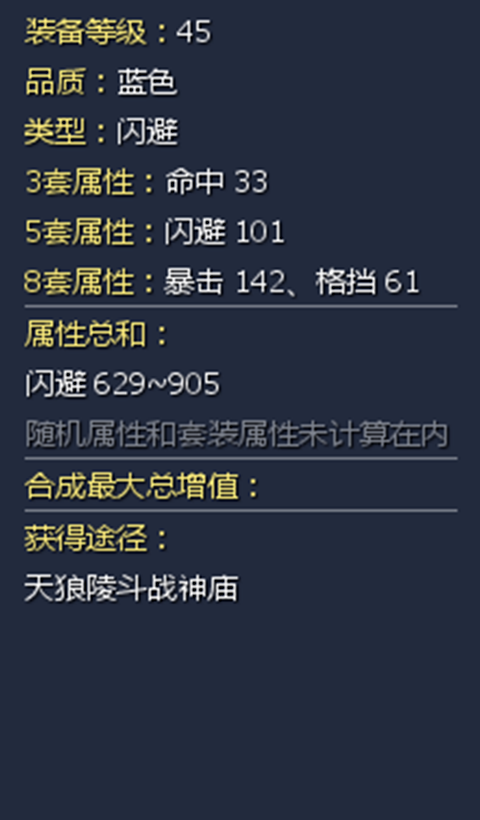 装备等级：45
品质：蓝色
类型：闪避
3套属性：命中 33
5套属性：闪避 101
8套属性：暴击 142、格挡 61
属性总和：
闪避 629~905
随机属性和套装属性未计算在内
合成最大总增值：
获得途径：
天狼陵斗战神庙